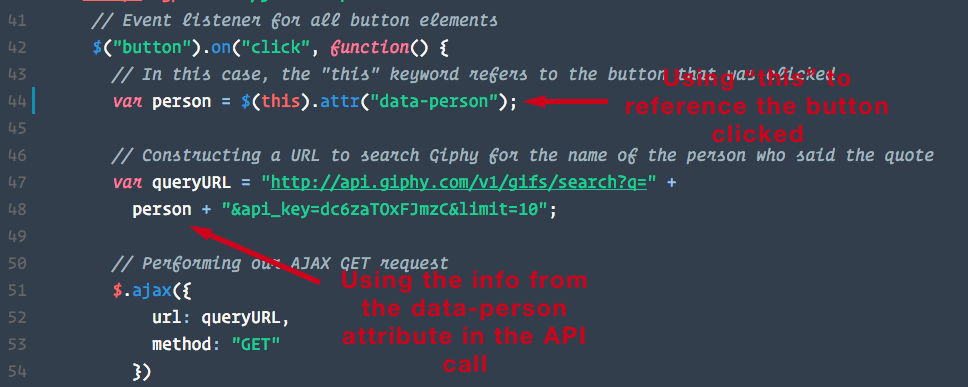 41 // Event listener for all button elements
42 $("button").on("click", function() {
43 // In this case, the "this" keyword refers to the button that was clicked
44 var person = $(this).attr("data-person");
45
46 // Constructing a URL to search Giphy for the name of the person who said the quote
47 var queryURL = "http://api.giphy.com/v1/gifs/search?q=" +
48 person + "&api_key=dc6zaTOxFJmzC&limit=10";
49
50 // Performing our AJAX GET request
51 $.ajax({
52 url: queryURL,
53 method: "GET"
54 })
Using "this" to
reference the button
clicked
Using the info from
the data-person
attribute in the API
call